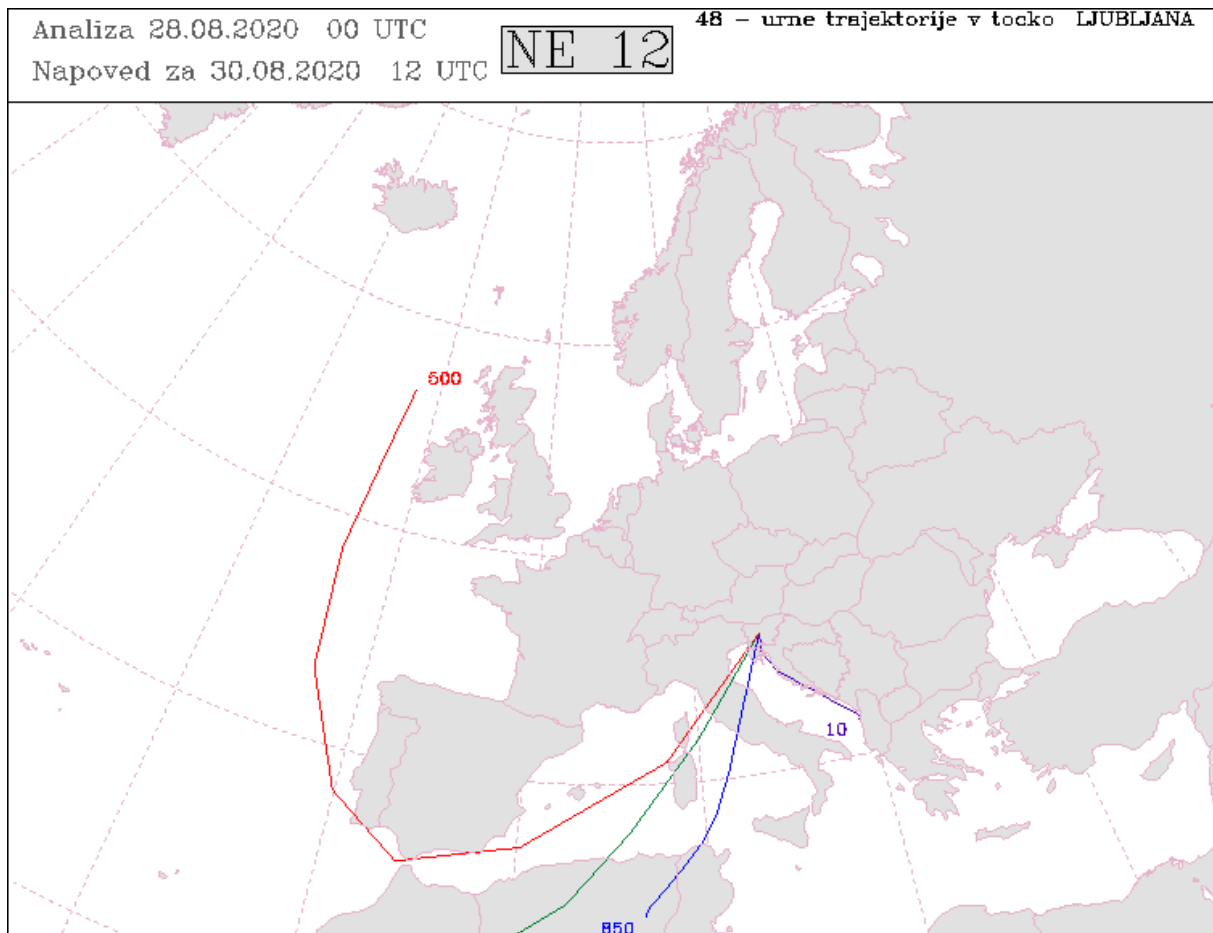 Analiza 28.08.2020 00 UTC
Napoved za 30.08.2020 12 UTC
NE 12
48 - urne trajektorije v tocko LJUBLJANA
500
10
850